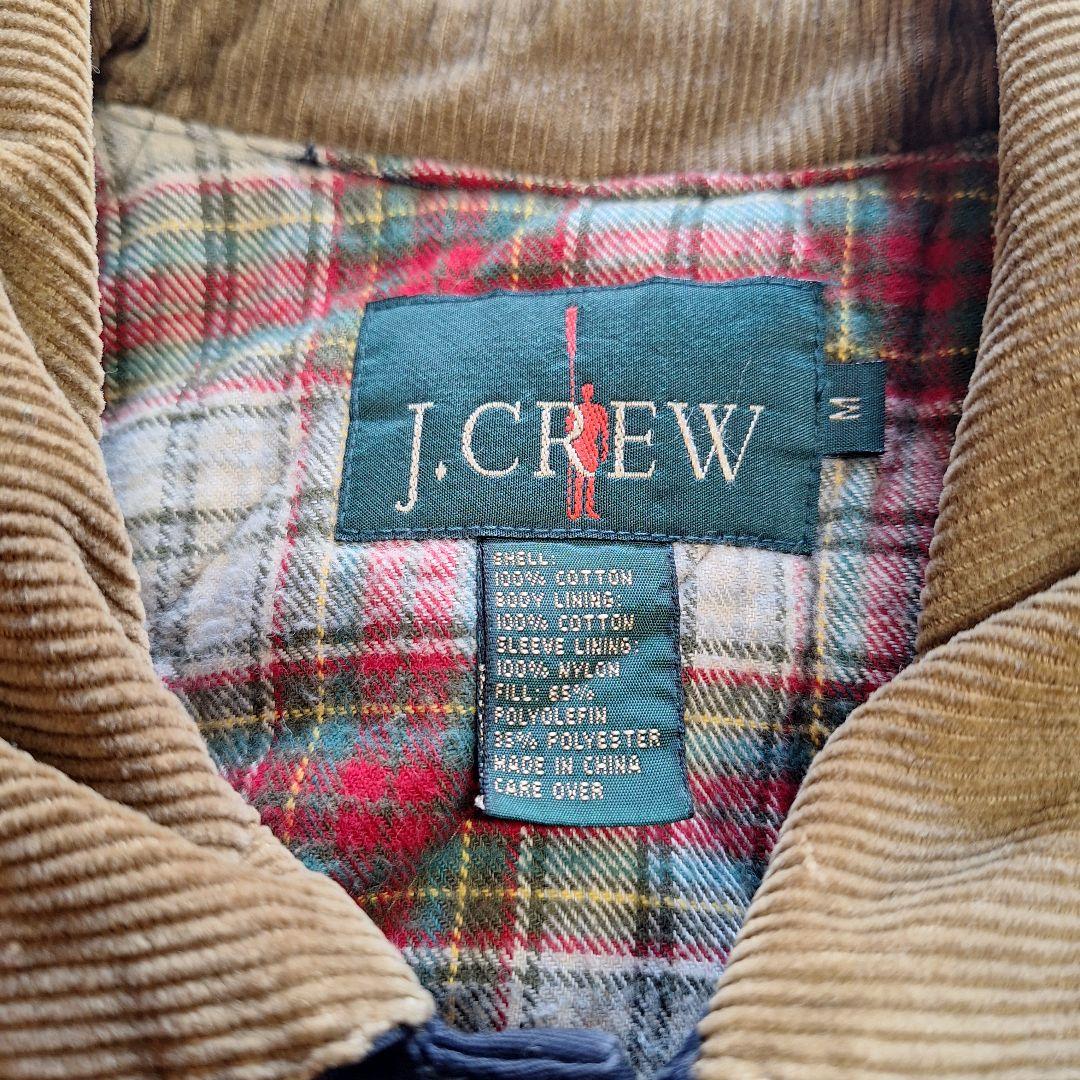 J.CREW
M
SHELL:
100% COTTON
BODY LINING:
100% COTTON
SLEEVE LINING:
100% NYLON
FILL: 65%
POLYOLEFIN
35% POLYESTER
MADE IN CHINA
CARE OVER